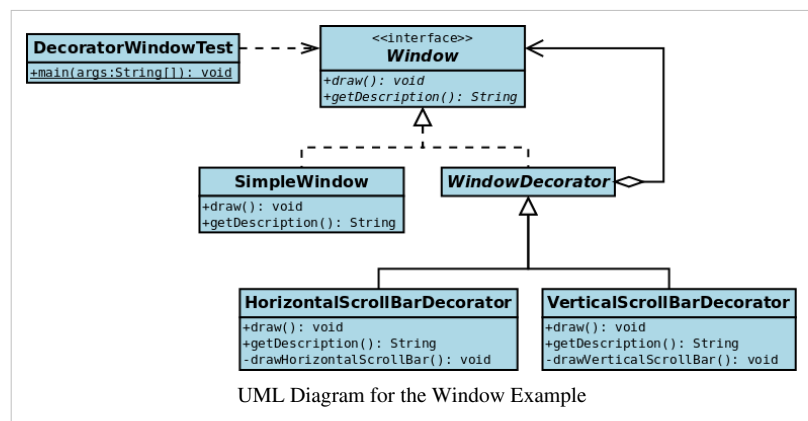 DecoratorWindowTest
+main(args:String[]): void
<<interface>>
Window
+draw(): void
+getDescription(): String
SimpleWindow
+draw(): void
+getDescription(): String
WindowDecorator
HorizontalScrollBarDecorator
+draw(): void
+getDescription(): String
-drawHorizontalScrollBar(): void
VerticalScrollBarDecorator
+draw(): void
+getDescription(): String
-drawVerticalScrollBar(): void
UML Diagram for the Window Example